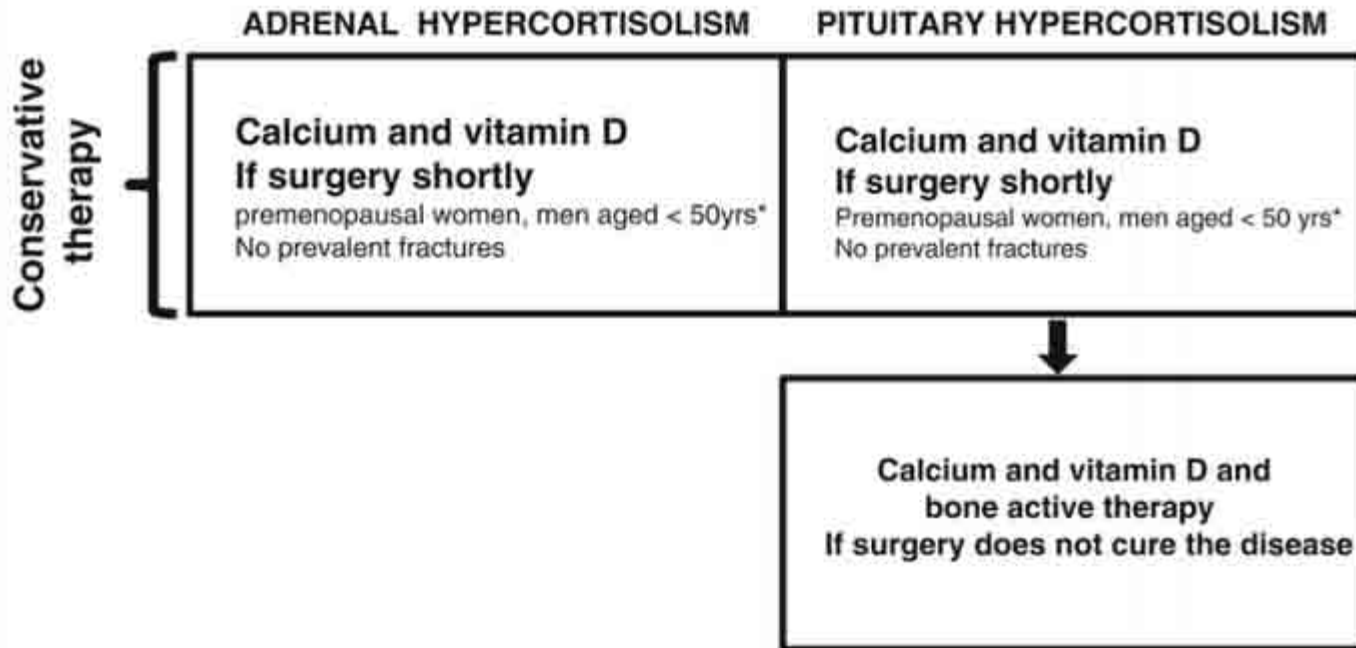 ADRENAL HYPERCORTISOLISM
PITUITARY HYPERCORTISOLISM
Conservative
therapy
Calcium and vitamin D
If surgery shortly
premenopausal women, men aged < 50yrs*
No prevalent fractures
Calcium and vitamin D
If surgery shortly
Premenopausal women, men aged < 50 yrs*
No prevalent fractures
Calcium and vitamin D and
bone active therapy
If surgery does not cure the disease